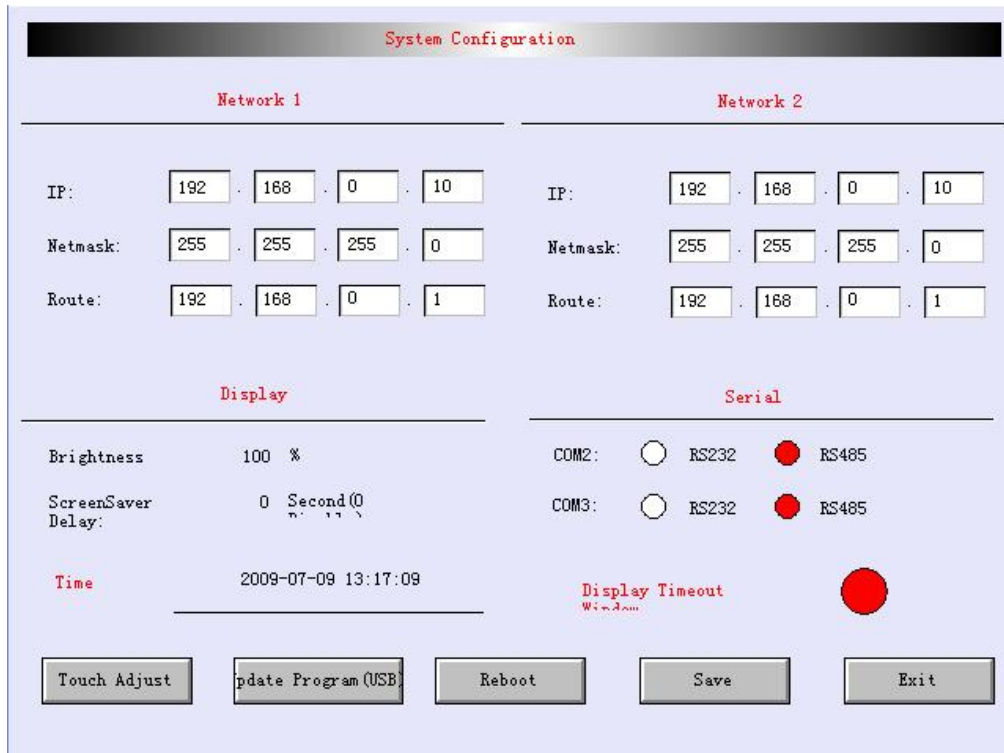 System Configuration
Network 1
Network 2
IP: 192 . 168 . 0 . 10
IP: 192 . 168 . 0 . 10
Netmask: 255 . 255 . 255 . 0
Netmask: 255 . 255 . 255 . 0
Route: 192 . 168 . 0 . 1
Route: 192 . 168 . 0 . 1
Display
Serial
Brightness 100 %
COM2: RS232 RS485
ScreenSaver 0 Second(0
Delay:
COM3: RS232 RS485
Time 2009-07-09 13:17:09
Display Timeout
Window
Touch Adjust
pdate Program(USB)
Reboot
Save
Exit